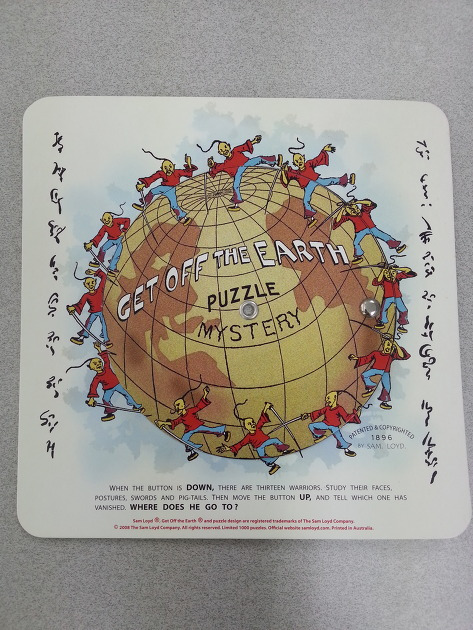 GET OFF THE EARTH
PUZZLE
MYSTERY
PATENTED & COPYRIGHTED
1896
BY SAM. LOYD.
WHEN THE BUTTON IS DOWN, THERE ARE THIRTEEN WARRIORS. STUDY THEIR FACES,
POSTURES, SWORDS AND PIG-TAILS. THEN MOVE THE BUTTON UP, AND TELL WHICH ONE HAS
VANISHED. WHERE DOES HE GO TO?
Sam Loyd ®, Get Off the Earth ® and puzzle design are registered trademarks of The Sam Loyd Company.
© 2008 The Sam Loyd Company. All rights reserved. Limited 1000 puzzles. Official website samloyd.com. Printed in Australia.